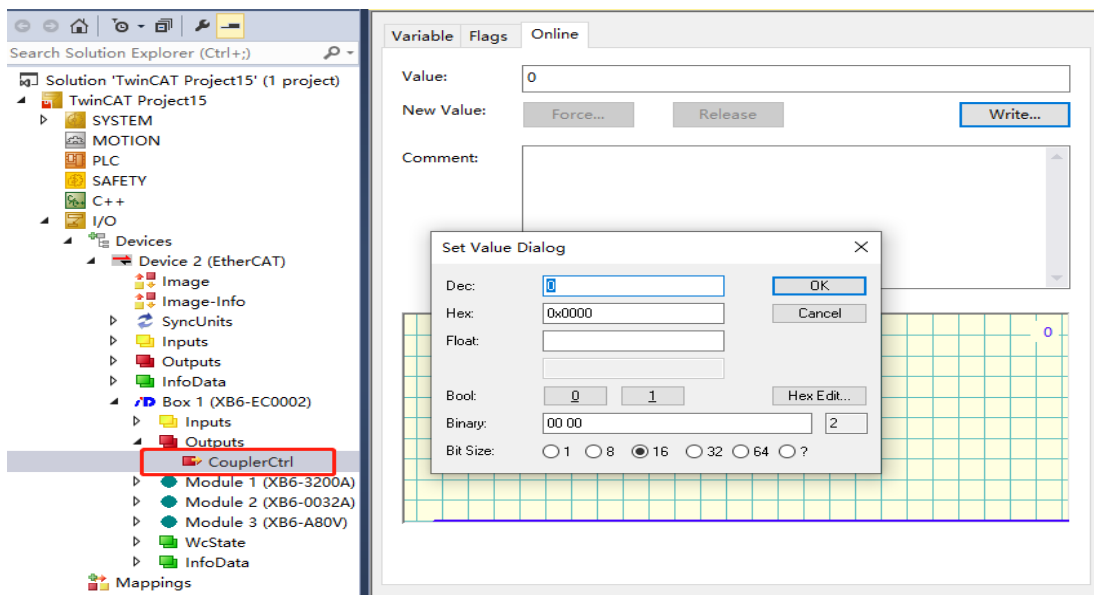 Search Solution Explorer (Ctrl+;)
Solution 'TwinCAT Project15' (1 project)
TwinCAT Project15
SYSTEM
MOTION
PLC
SAFETY
C++
I/O
Devices
Device 2 (EtherCAT)
Image
Image-Info
SyncUnits
Inputs
Outputs
InfoData
Box 1 (XB6-EC0002)
Inputs
Outputs
CouplerCtrl
Module 1 (XB6-3200A)
Module 2 (XB6-0032A)
Module 3 (XB6-A80V)
WcState
InfoData
Mappings
Variable Flags Online
Value: 0
New Value: Force... Release Write...
Comment:
Set Value Dialog
Dec: 0 OK
Hex: 0x0000 Cancel
Float:
Bool: 0 1 Hex Edit...
Binary: 00 00 2
Bit Size: 1 8 16 32 64 ?
0